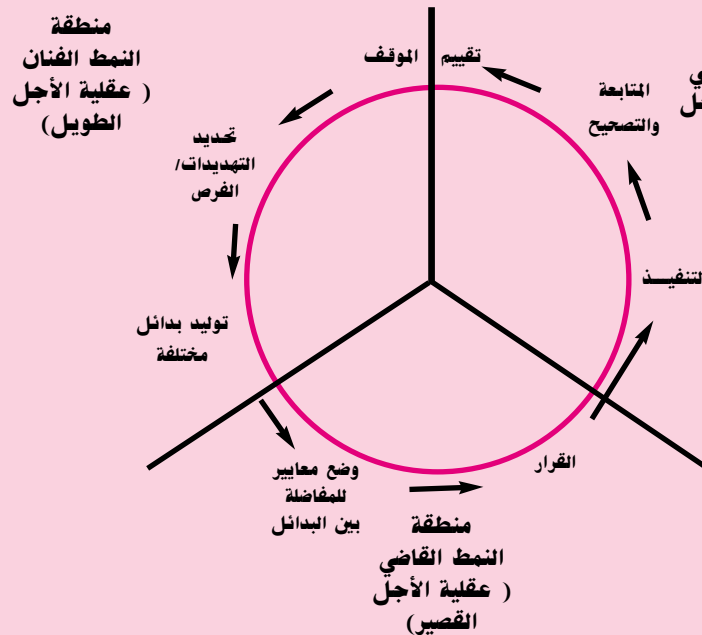 منطقة
النمط الفنان
( عقلية الأجل
الطويل)
تقييم الموقف
تحديد
التهديدات/
الفرص
توليد بدائل
مختلفة
وضع معايير
للمفاضلة
بين البدائل
منطقة
النمط القاضي
( عقلية الأجل
القصير)
القرار
لتنفيــذ
المتابعة
والتصحيح